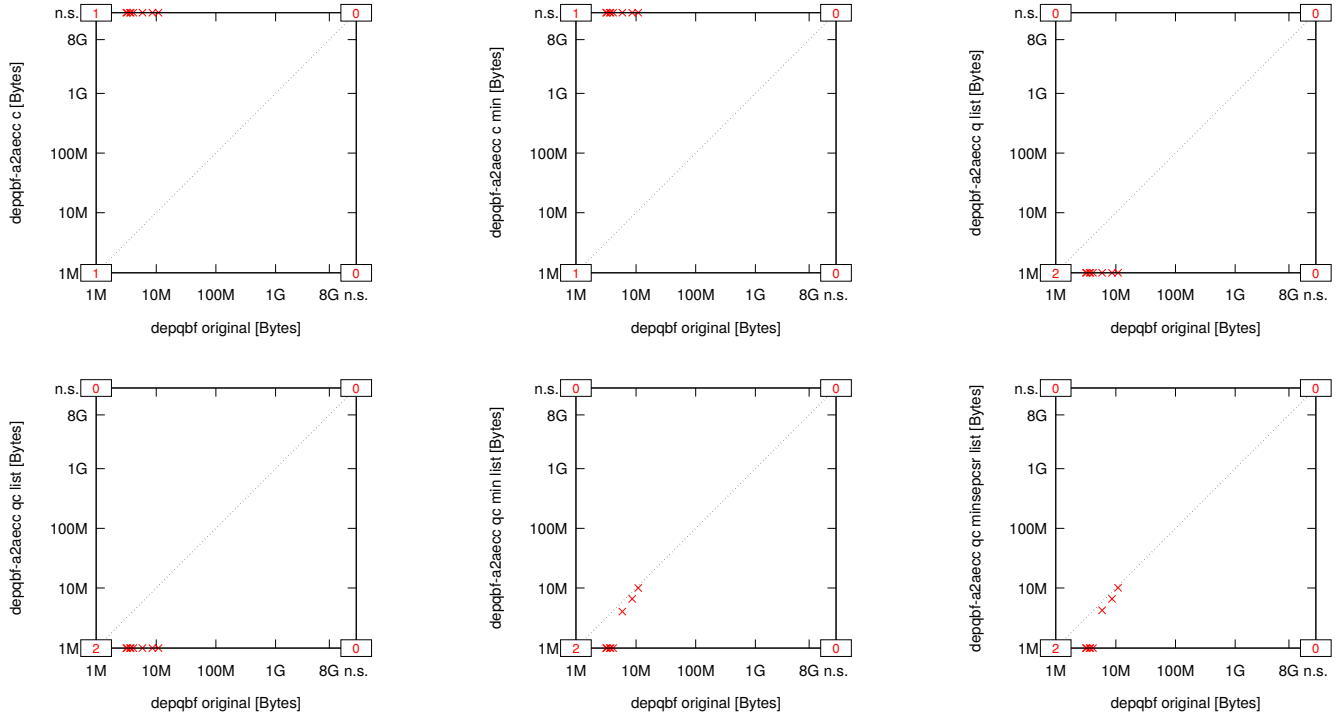 n.s. 1 0
8G
1G
100M
10M
1M 1 0
1M 10M 100M 1G 8G n.s.
depqbf-a2aecc c [Bytes]
depqbf original [Bytes]
n.s. 1 0
8G
1G
100M
10M
1M 1 0
1M 10M 100M 1G 8G n.s.
depqbf-a2aecc c min [Bytes]
depqbf original [Bytes]
n.s. 0 0
8G
1G
100M
10M
1M 2 0
1M 10M 100M 1G 8G n.s.
depqbf-a2aecc q list [Bytes]
depqbf original [Bytes]
n.s. 0 0
8G
1G
100M
10M
1M 2 0
1M 10M 100M 1G 8G n.s.
depqbf-a2aecc qc list [Bytes]
depqbf original [Bytes]
n.s. 0 0
8G
1G
100M
10M
1M 2 0
1M 10M 100M 1G 8G n.s.
depqbf-a2aecc qc min list [Bytes]
depqbf original [Bytes]
n.s. 0 0
8G
1G
100M
10M
1M 2 0
1M 10M 100M 1G 8G n.s.
depqbf-a2aecc qc minsepcsr list [Bytes]
depqbf original [Bytes]